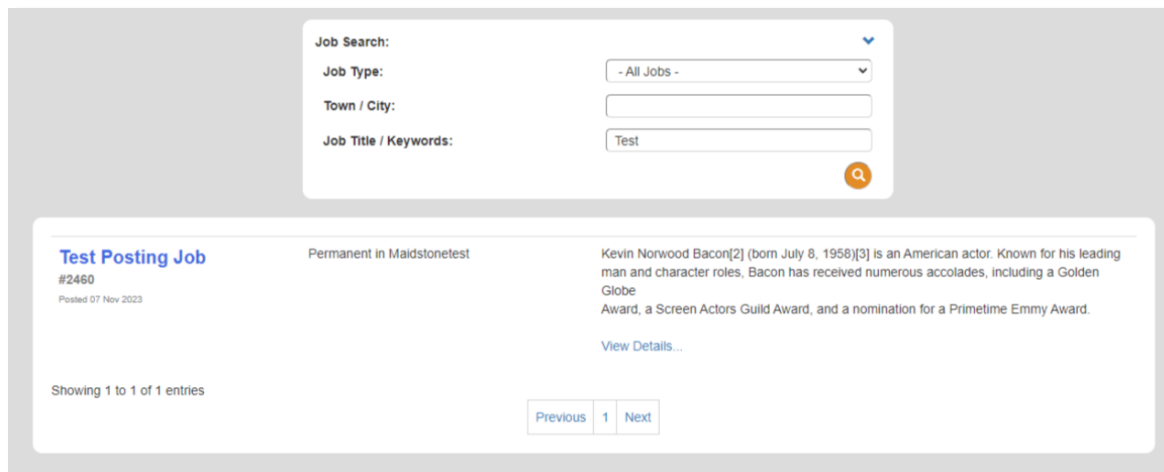 Job Search:
Job Type:
- All Jobs -
Town / City:
Job Title / Keywords:
Test
Test Posting Job
#2460
Posted 07 Nov 2023
Permanent in Maidstonetest
Kevin Norwood Bacon[2] (born July 8, 1958)[3] is an American actor. Known for his leading
man and character roles, Bacon has received numerous accolades, including a Golden
Globe
Award, a Screen Actors Guild Award, and a nomination for a Primetime Emmy Award.
View Details...
Showing 1 to 1 of 1 entries
Previous 1 Next